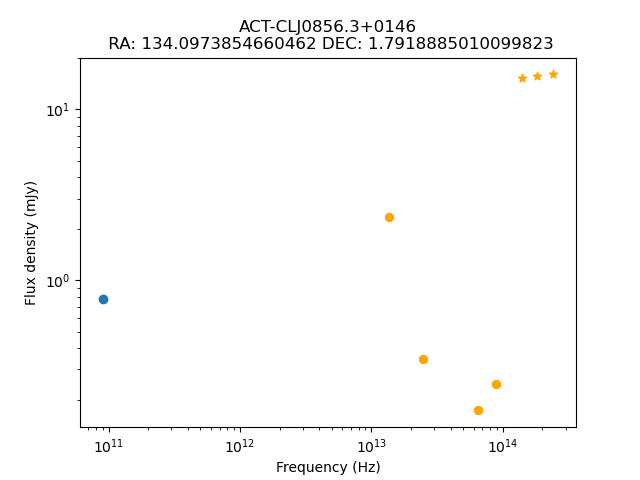 ACT-CLJ0856.3+0146
RA: 134.0973854660462 DEC: 1.7918885010099823
Flux density (mJy)
10¹
10⁰
10¹¹
10¹²
10¹³
10¹⁴
Frequency (Hz)